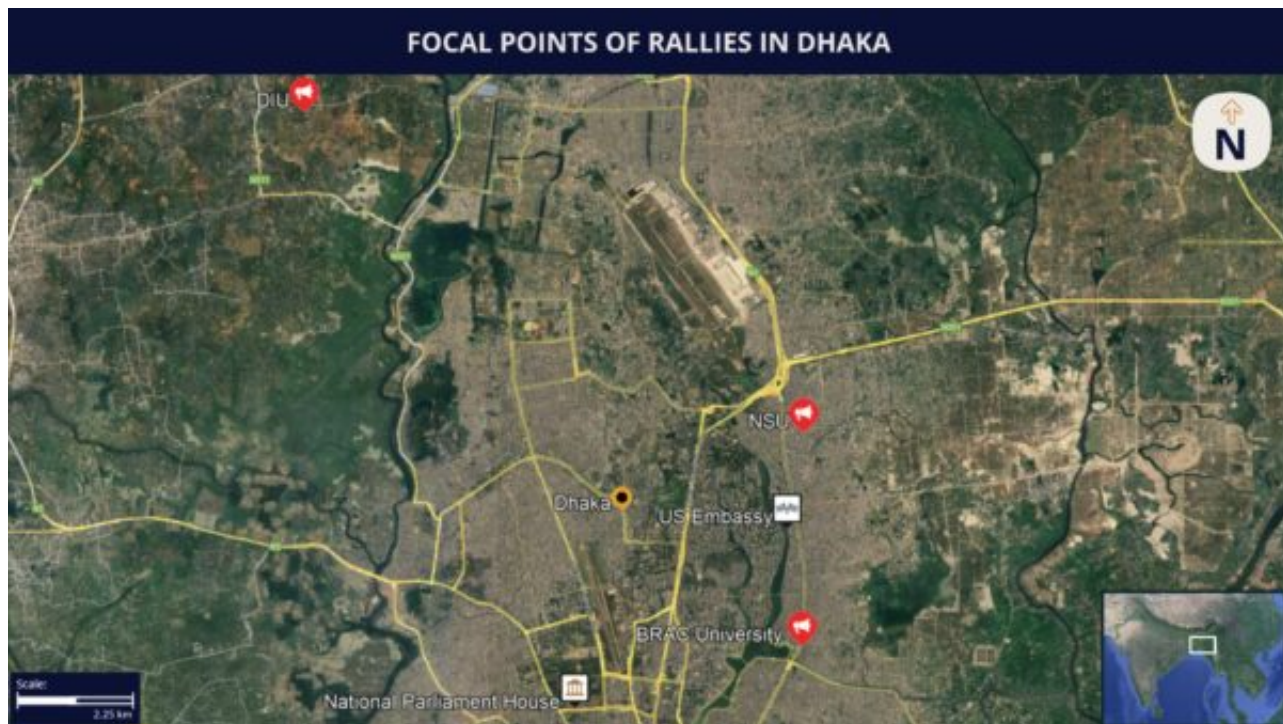 FOCAL POINTS OF RALLIES IN DHAKA
DIU
N
NSU
Dhaka
US Embassy
BRAC University
National Parliament House
Scale:
2.25 km